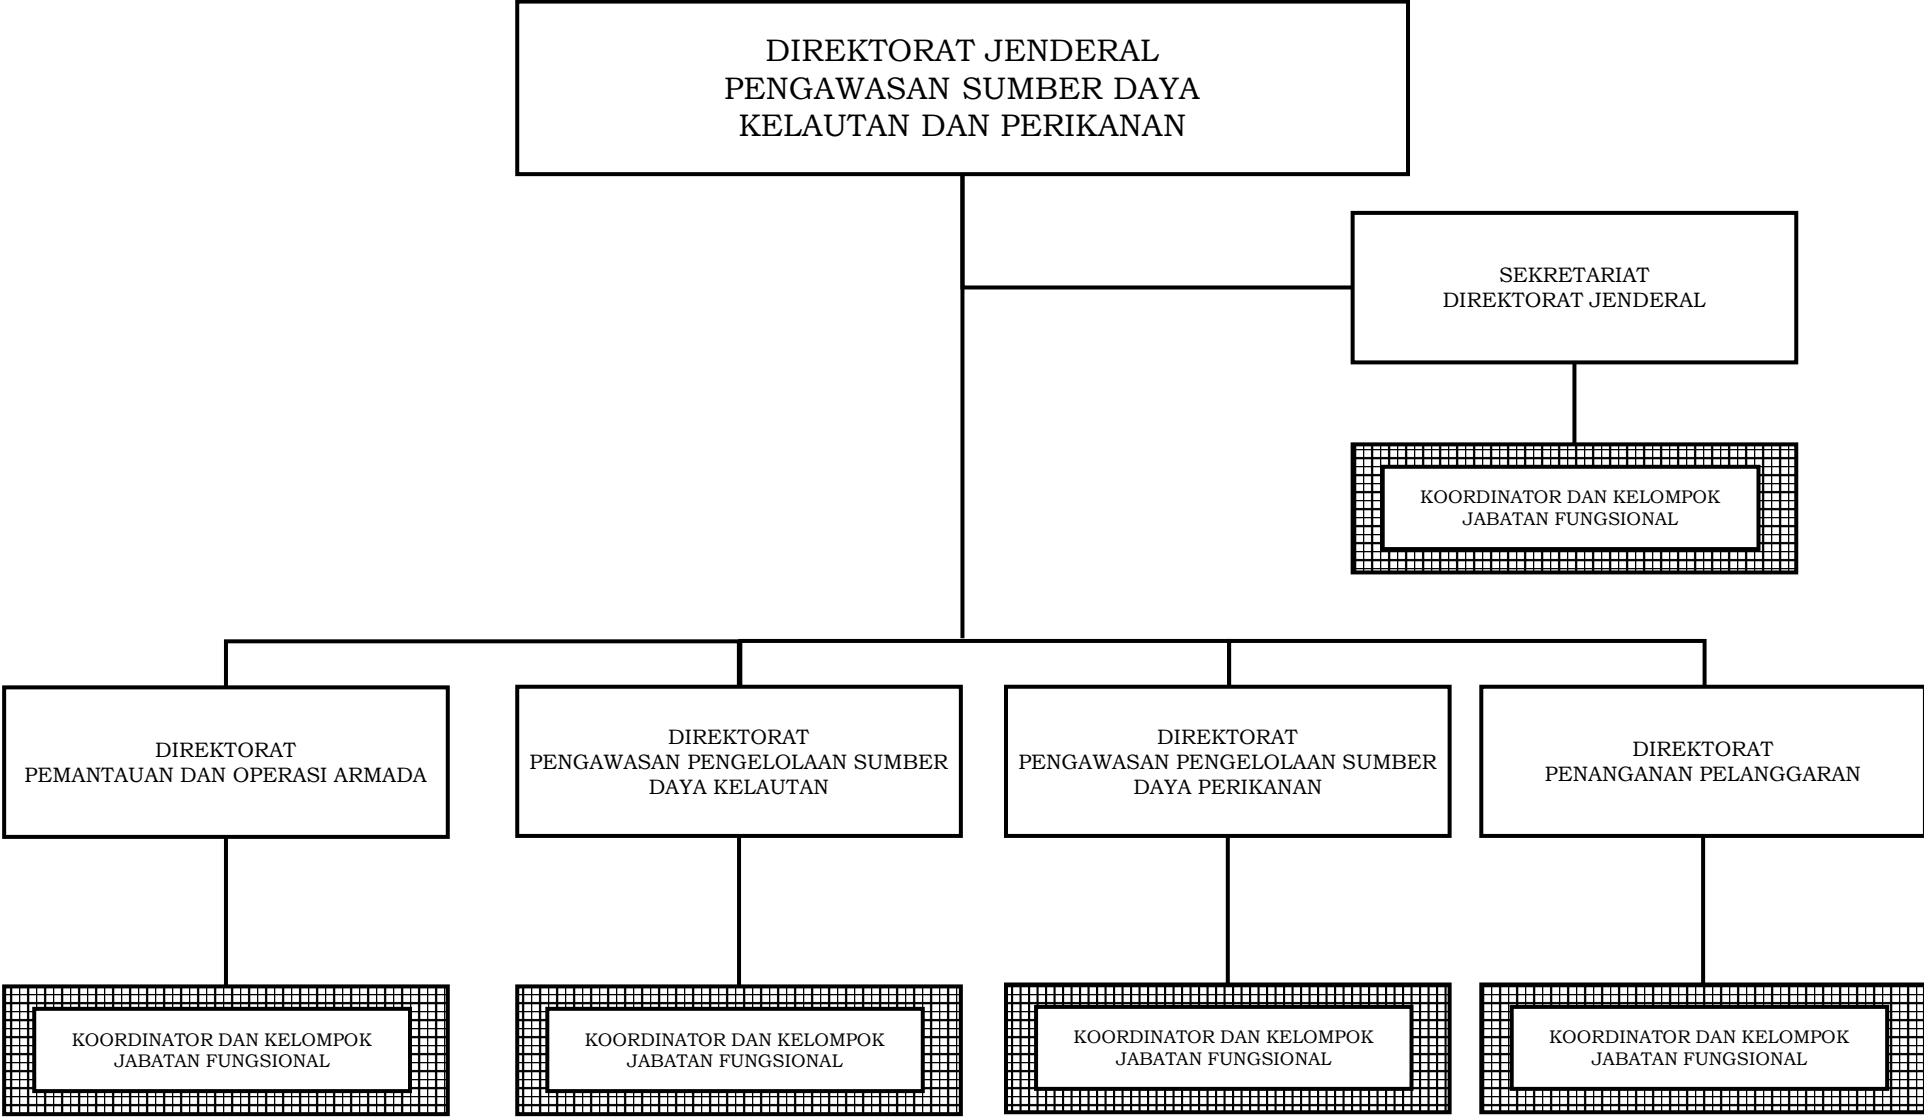 DIREKTORAT JENDERAL
PENGAWASAN SUMBER DAYA
KELAUTAN DAN PERIKANAN
SEKRETARIAT
DIREKTORAT JENDERAL
KOORDINATOR DAN KELOMPOK
JABATAN FUNGSIONAL
DIREKTORAT
PEMANTAUAN DAN OPERASI ARMADA
DIREKTORAT
PENGAWASAN PENGELOLAAN SUMBER
DAYA KELAUTAN
DIREKTORAT
PENGAWASAN PENGELOLAAN SUMBER
DAYA PERIKANAN
DIREKTORAT
PENANGANAN PELANGGARAN
KOORDINATOR DAN KELOMPOK
JABATAN FUNGSIONAL
KOORDINATOR DAN KELOMPOK
JABATAN FUNGSIONAL
KOORDINATOR DAN KELOMPOK
JABATAN FUNGSIONAL
KOORDINATOR DAN KELOMPOK
JABATAN FUNGSIONAL